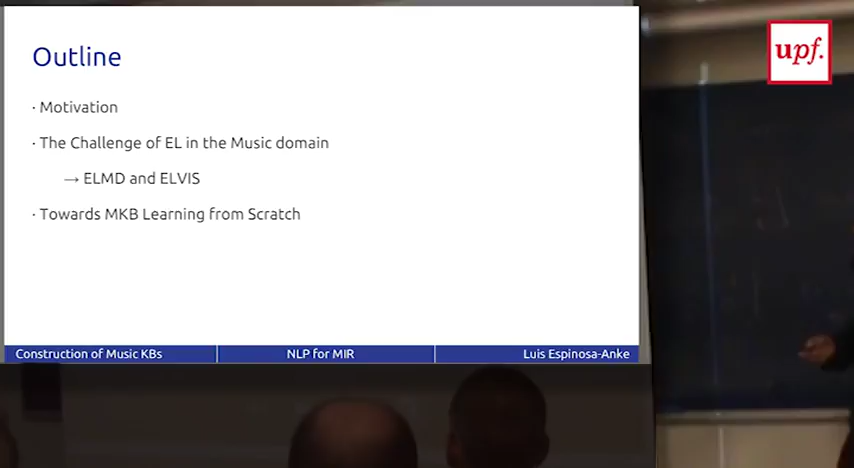 Outline
· Motivation
· The Challenge of EL in the Music domain
→ ELMD and ELVIS
· Towards MKB Learning from Scratch
Construction of Music KBs
NLP for MIR
Luis Espinosa-Anke
upf.